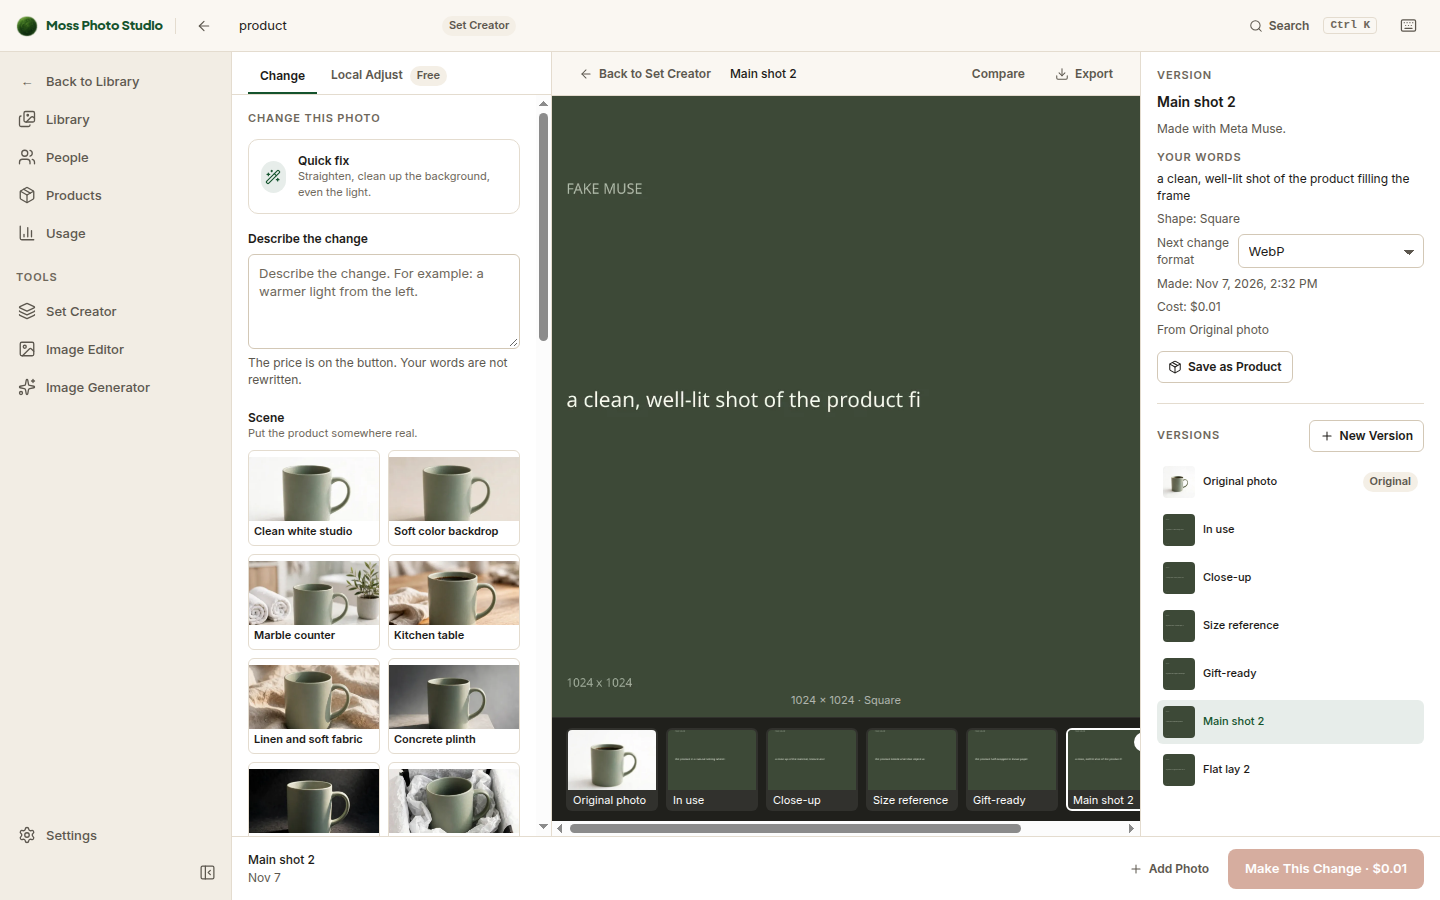 Moss Photo Studio
product
Set Creator
Search
Ctrl K
← Back to Library
Library
People
Products
Usage
TOOLS
Set Creator
Image Editor
Image Generator
Settings
Change
Local Adjust
Free
CHANGE THIS PHOTO
Quick fix
Straighten, clean up the background,
even the light.
Describe the change
Describe the change. For example: a
warmer light from the left.
The price is on the button. Your words are not
rewritten.
Scene
Put the product somewhere real.
Clean white studio
Soft color backdrop
Marble counter
Kitchen table
Linen and soft fabric
Concrete plinth
Back to Set Creator
Main shot 2
Compare
Export
FAKE MUSE
a clean, well-lit shot of the product fi
1024 x 1024
1024 × 1024 · Square
Original photo
In use
Close-up
Size reference
Gift-ready
Main shot 2
VERSION
Main shot 2
Made with Meta Muse.
YOUR WORDS
a clean, well-lit shot of the product filling the
frame
Shape: Square
Next change
format
WebP
Made: Nov 7, 2026, 2:32 PM
Cost: $0.01
From Original photo
Save as Product
VERSIONS
New Version
Original photo
Original
In use
Close-up
Size reference
Gift-ready
Main shot 2
Flat lay 2
Main shot 2
Nov 7
Add Photo
Make This Change · $0.01